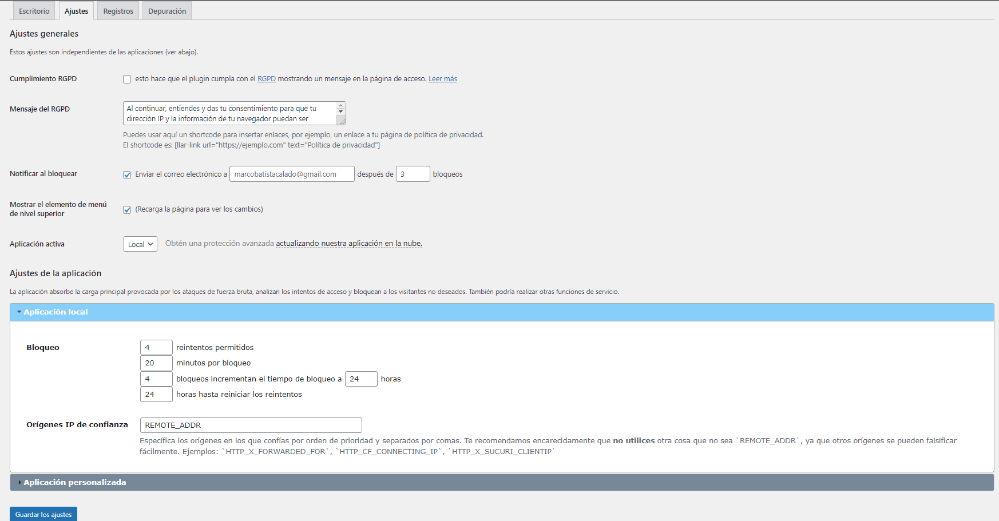 Escritorio Ajustes Registros Depuración
Ajustes generales
Estos ajustes son independientes de las aplicaciones (ver abajo).
Cumplimiento RGPD esto hace que el plugin cumpla con el RGPD mostrando un mensaje en la página de acceso. Leer más
Mensaje del RGPD
Al continuar, entiendes y das tu consentimiento para que tu
dirección IP y la información de tu navegador puedan ser
Puedes usar aquí un shortcode para insertar enlaces, por ejemplo, un enlace a tu página de política de privacidad.
El shortcode es: [llar-link url="https://ejemplo.com" text="Política de privacidad"]
Notificar al bloquear Enviar el correo electrónico a marcobatistacalado@gmail.com después de 3 bloqueos
Mostrar el elemento de menú
de nivel superior
(Recarga la página para ver los cambios)
Aplicación activa Local Obtén una protección avanzada actualizando nuestra aplicación en la nube.
Ajustes de la aplicación
La aplicación absorbe la carga principal provocada por los ataques de fuerza bruta, analizan los intentos de acceso y bloquean a los visitantes no deseados. También podría realizar otras funciones de servicio.
Aplicación local
Bloqueo 4 reintentos permitidos
20 minutos por bloqueo
4 bloqueos incrementan el tiempo de bloqueo a 24 horas
24 horas hasta reiniciar los reintentos
Orígenes IP de confianza REMOTE_ADDR
Específica los orígenes en los que confías por orden de prioridad y separados por comas. Te recomendamos encarecidamente que no utilices otra cosa que no sea `REMOTE_ADDR`, ya que otros orígenes se pueden falsificar
fácilmente. Ejemplos: `HTTP_X_FORWARDED_FOR`, `HTTP_CF_CONNECTING_IP`, `HTTP_X_SUCURI_CLIENTIP`
Aplicación personalizada
Guardar los ajustes